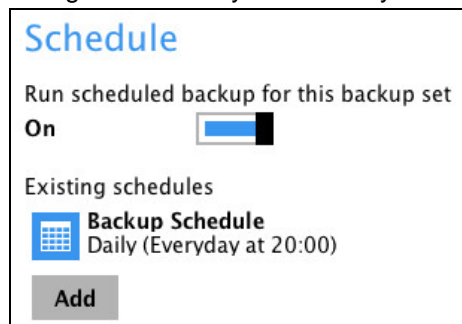 Schedule
Run scheduled backup for this backup set
On
Existing schedules
Backup Schedule
Daily (Everyday at 20:00)
Add